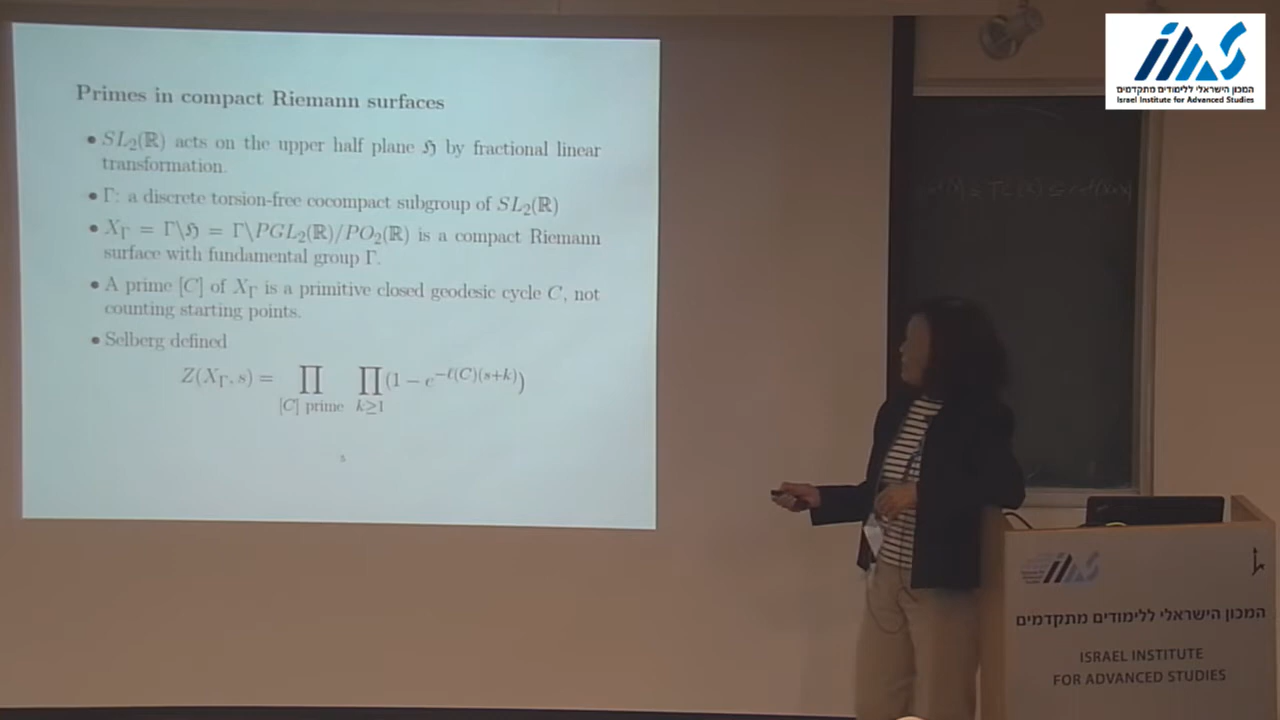 Primes in compact Riemann surfaces
• SL₂(ℝ) acts on the upper half plane ℌ by fractional linear
transformation.
• Γ: a discrete torsion-free cocompact subgroup of SL₂(ℝ)
• X_Γ = Γ\ℌ = Γ\PGL₂(ℝ)/PO₂(ℝ) is a compact Riemann
surface with fundamental group Γ.
• A prime [C] of X_Γ is a primitive closed geodesic cycle C, not
counting starting points.
• Selberg defined
Z(X_Γ, s) = ∏ ∏ (1 − e^{−ℓ(C)(s+k)})
[C] prime k≥1
IIAS
המכון הישראלי ללימודים מתקדמים
Israel Institute for Advanced Studies
IIAS
המכון הישראלי ללימודים מתקדמים
ISRAEL INSTITUTE
FOR ADVANCED STUDIES